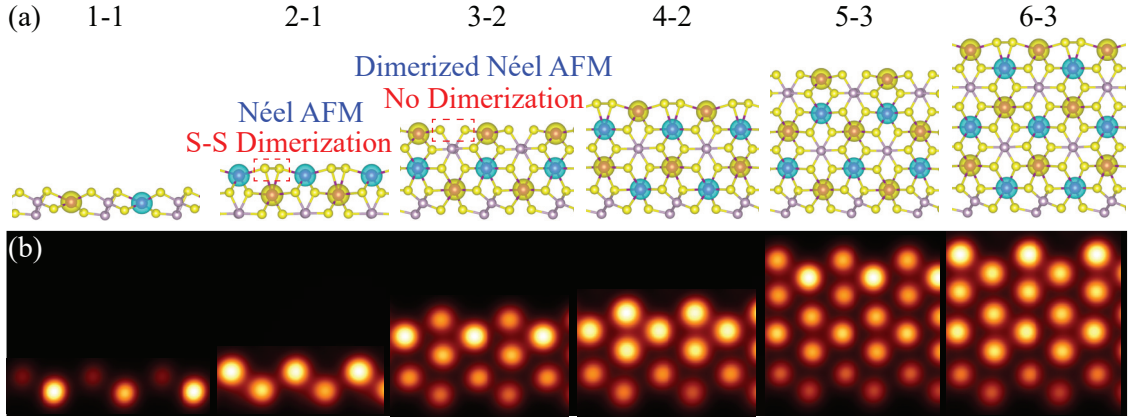 (a) 1-1 2-1 3-2 4-2 5-3 6-3
Dimerized Néel AFM
No Dimerization
Néel AFM
S-S Dimerization
(b)